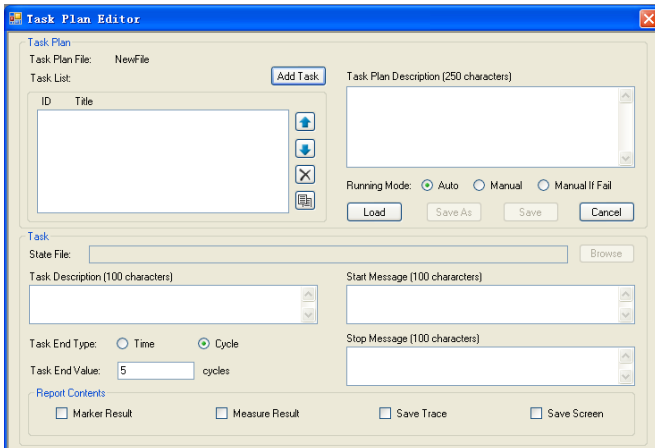 Task Plan Editor
Task Plan
Task Plan File: NewFile
Task List:
Add Task
ID Title
Task Plan Description (250 characters)
Running Mode: Auto Manual Manual If Fail
Load Save As Save Cancel
Task
State File: Browse
Task Description (100 characters)
Start Message (100 chararcters)
Task End Type: Time Cycle
Stop Message (100 characters)
Task End Value: 5 cycles
Report Contents
Marker Result Measure Result Save Trace Save Screen